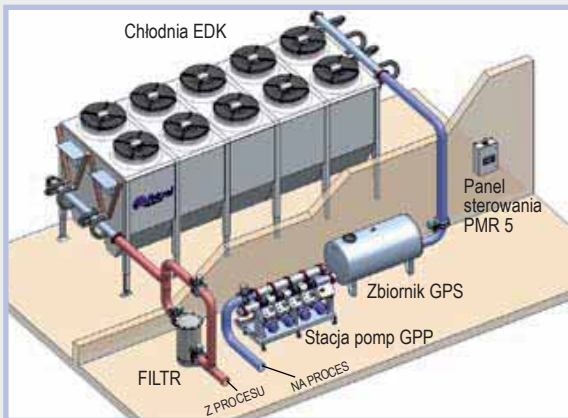 Chłodnia EDK
Panel
sterowania
PMR 5
Zbiornik GPS
Stacja pomp GPP
FILTR
Z PROCESU
NA PROCES